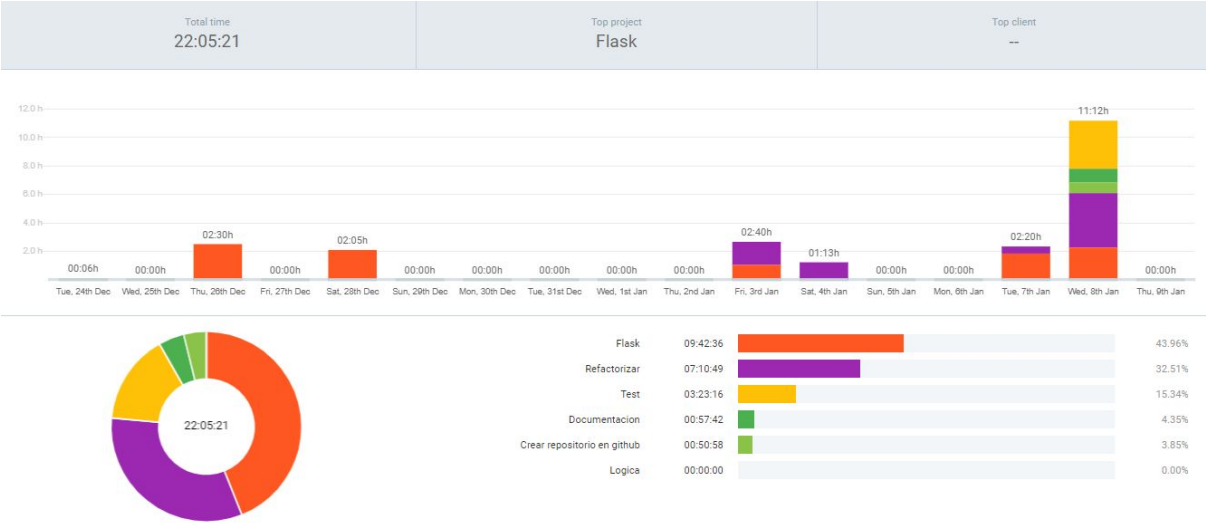 Total time Top project Top client
22:05:21 Flask --
12.0 h
11:12h
10.0 h
8.0 h
6.0 h
4.0 h
02:30h 02:05h 02:40h 02:20h
2.0 h
01:13h
00:06h 00:00h 00:00h 00:00h 00:00h 00:00h 00:00h 00:00h 00:00h 00:00h 00:00h
Tue, 24th Dec Wed, 25th Dec Thu, 26th Dec Fri, 27th Dec Sat, 28th Dec Sun, 29th Dec Mon, 30th Dec Tue, 31st Dec Wed, 1st Jan Thu, 2nd Jan Fri, 3rd Jan Sat, 4th Jan Sun, 5th Jan Mon, 6th Jan Tue, 7th Jan Wed, 8th Jan Thu, 9th Jan
22:05:21
Flask 09:42:36 43.96%
Refactorizar 07:10:49 32.51%
Test 03:23:16 15.34%
Documentacion 00:57:42 4.35%
Crear repositorio en github 00:50:58 3.85%
Logica 00:00:00 0.00%